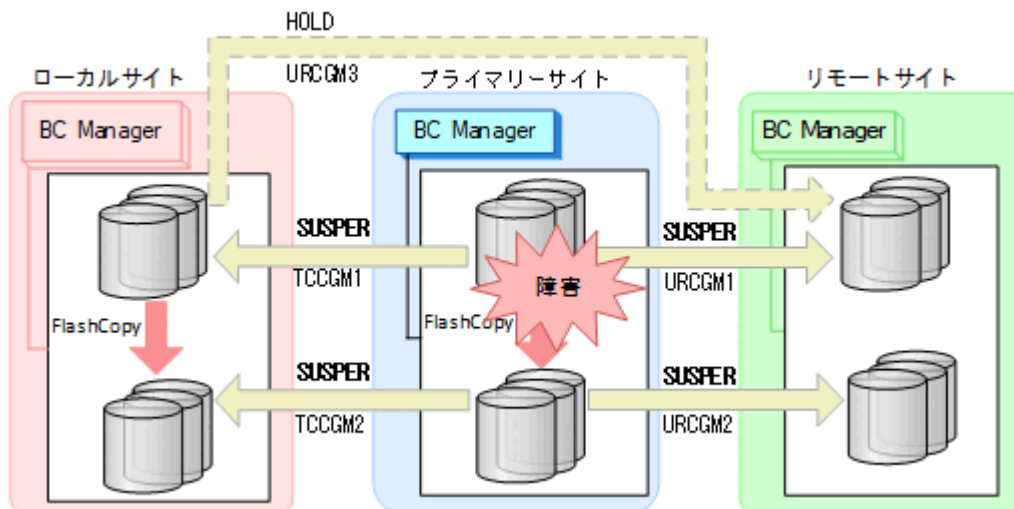 HOLD
URCGM3
ローカルサイト
プライマリーサイト
リモートサイト
BC Manager
BC Manager
BC Manager
SUSPER
TCCGM1
SUSPER
URCGM1
障害
FlashCopy
FlashCopy
SUSPER
TCCGM2
SUSPER
URCGM2